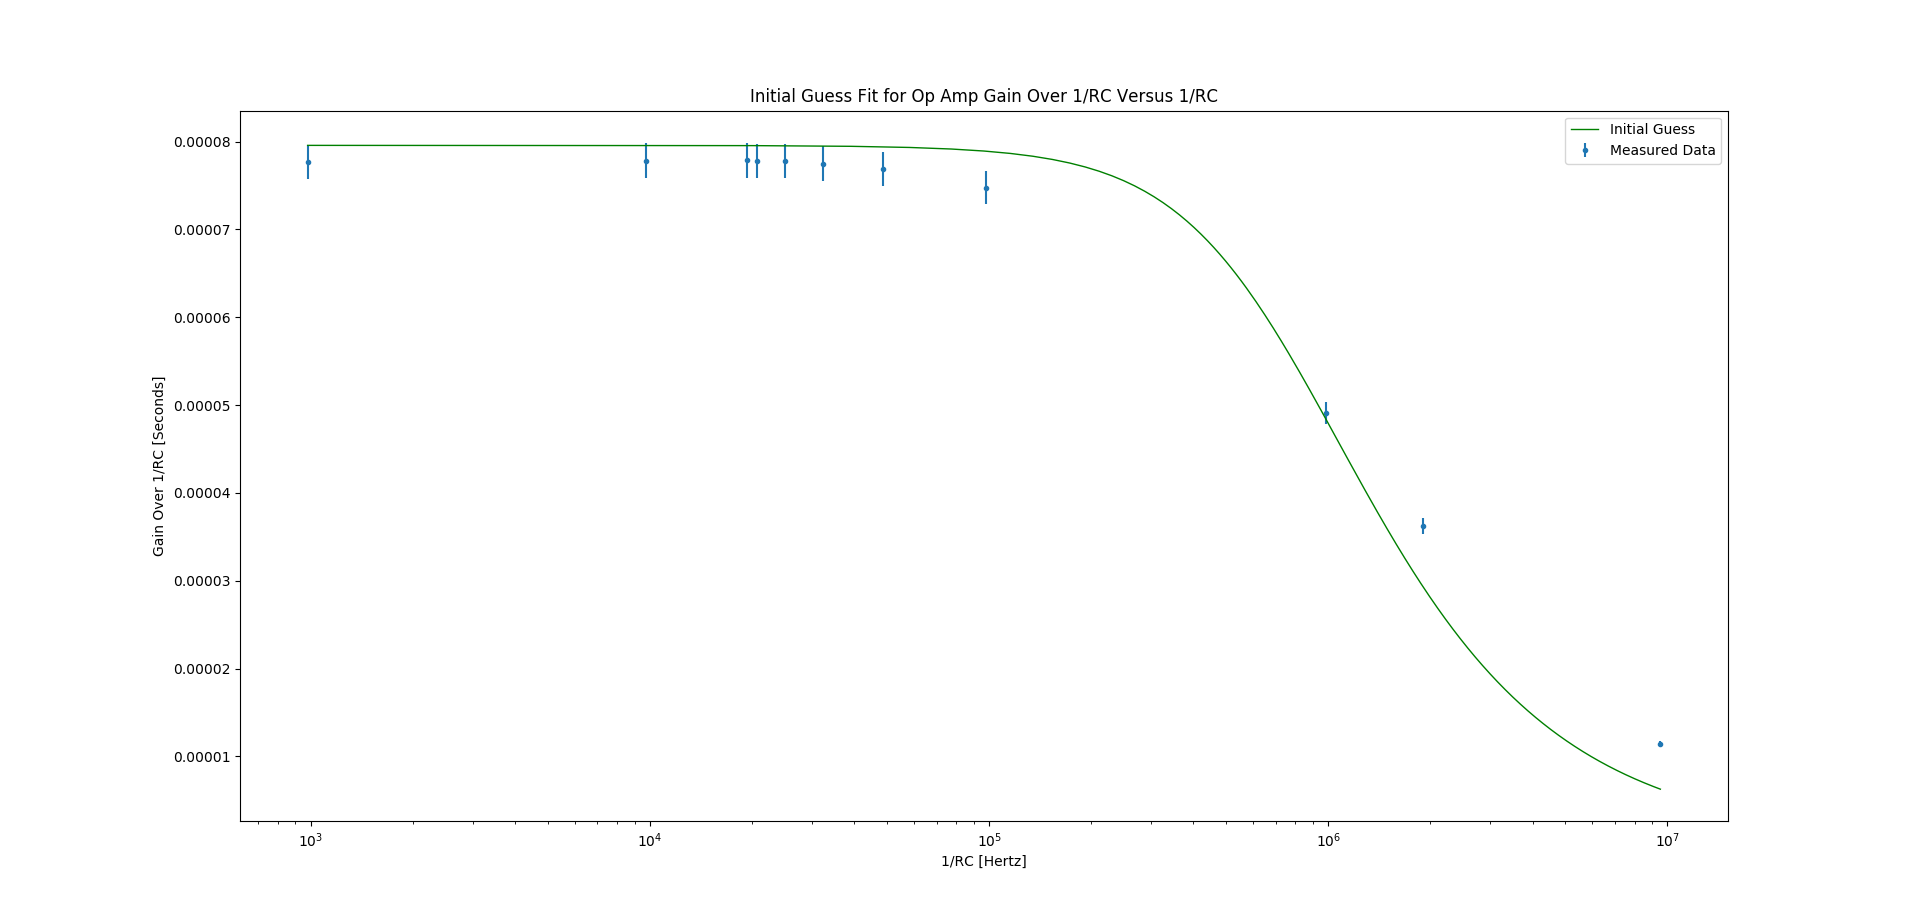 Initial Guess Fit for Op Amp Gain Over 1/RC Versus 1/RC
Initial Guess
Measured Data
Gain Over 1/RC [Seconds]
0.00008
0.00007
0.00006
0.00005
0.00004
0.00003
0.00002
0.00001
10³
10⁴
10⁵
10⁶
10⁷
1/RC [Hertz]